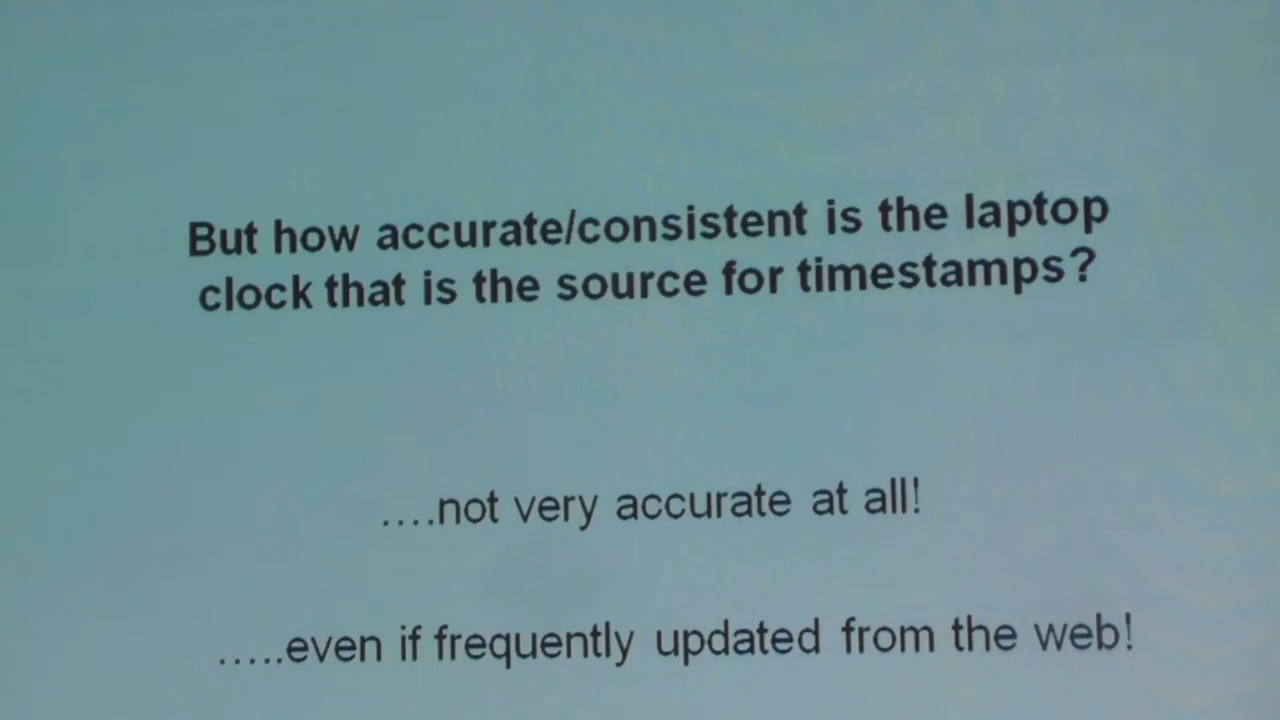 But how accurate/consistent is the laptop
clock that is the source for timestamps?
....not very accurate at all!
.....even if frequently updated from the web!